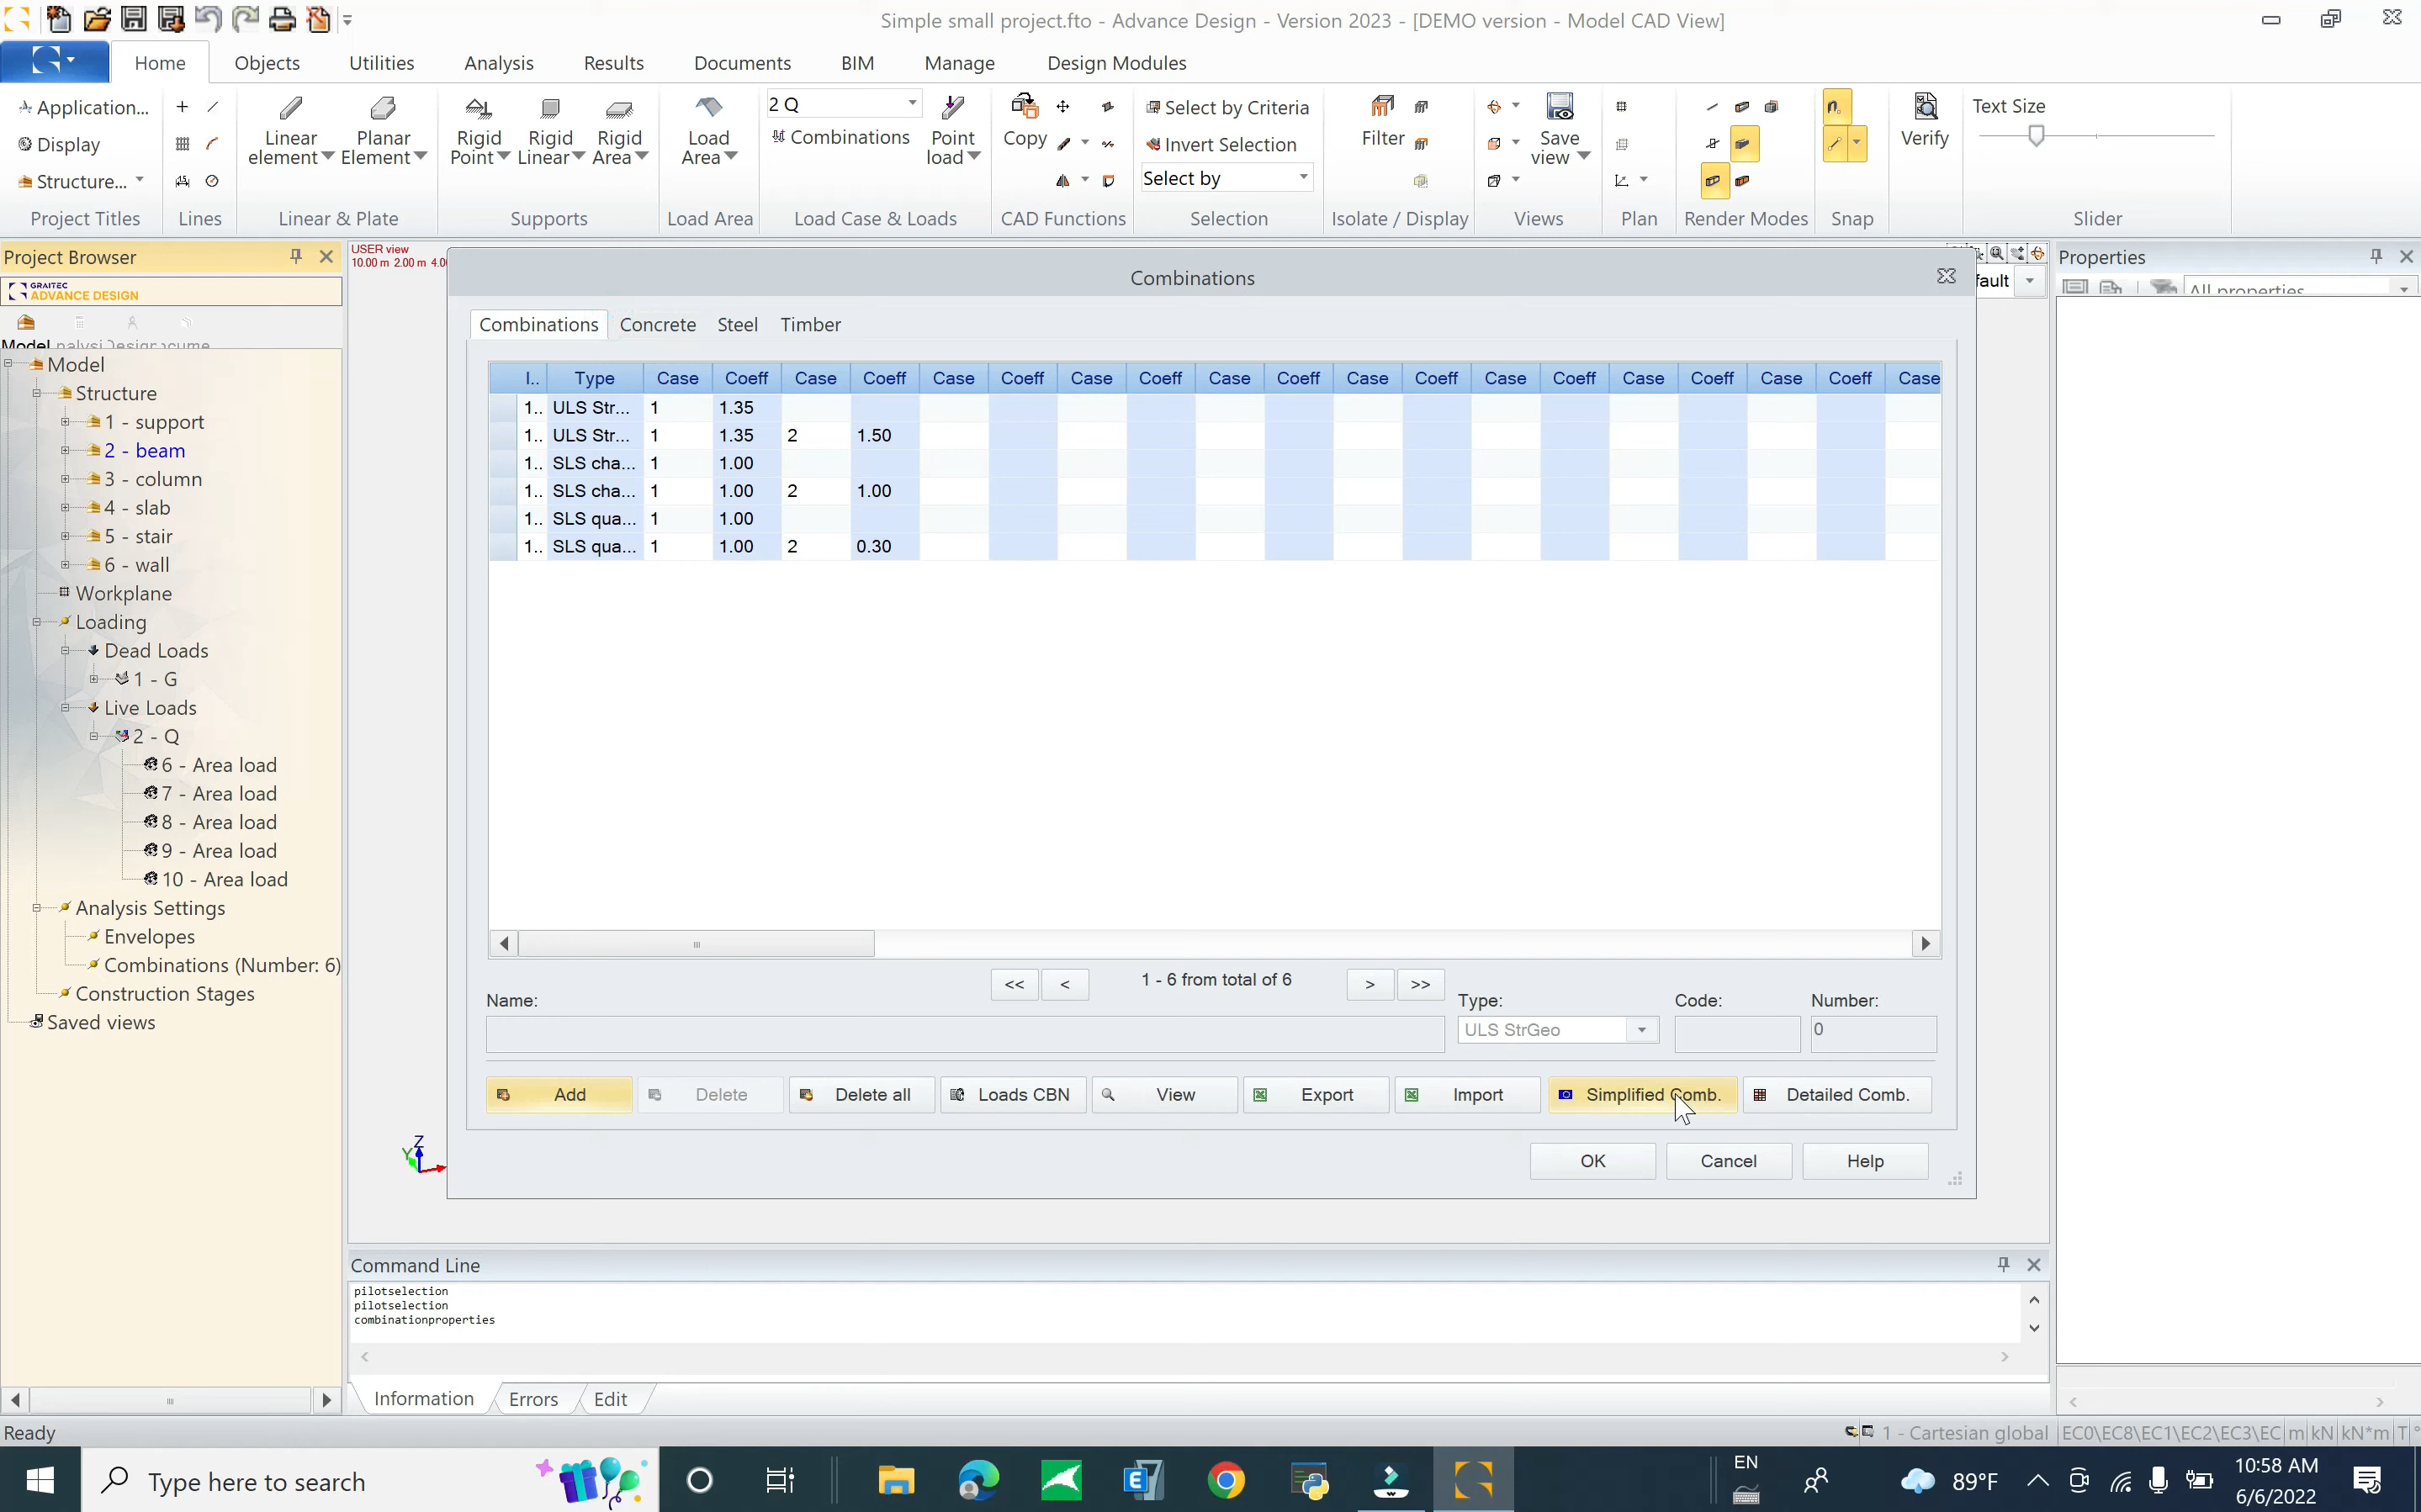 Simple small project.fto - Advance Design - Version 2023 - [DEMO version - Model CAD View]
Home Objects Utilities Analysis Results Documents BIM Manage Design Modules
Application...
Display
Structure...
Project Titles
Lines
Linear element
Planar Element
Linear & Plate
Rigid Point
Rigid Linear
Rigid Area
Supports
Load Area
Load Area
2 Q
Combinations
Point load
Load Case & Loads
Copy
CAD Functions
Select by Criteria
Invert Selection
Select by
Selection
Filter
Isolate / Display
Save view
Views
Plan
Render Modes
Snap
Verify
Text Size
Slider
Project Browser
GRAITEC
ADVANCE DESIGN
Model
Model
Structure
1 - support
2 - beam
3 - column
4 - slab
5 - stair
6 - wall
Workplane
Loading
Dead Loads
1 - G
Live Loads
2 - Q
6 - Area load
7 - Area load
8 - Area load
9 - Area load
10 - Area load
Analysis Settings
Envelopes
Combinations (Number: 6)
Construction Stages
Saved views
USER view
10.00 m 2.00 m 4.0
fault
Combinations
Combinations Concrete Steel Timber
I.. Type Case Coeff Case Coeff Case Coeff Case Coeff Case Coeff Case Coeff Case Coeff Case Coeff Case Coeff Case
1.. ULS Str... 1 1.35
1.. ULS Str... 1 1.35 2 1.50
1.. SLS cha... 1 1.00
1.. SLS cha... 1 1.00 2 1.00
1.. SLS qua... 1 1.00
1.. SLS qua... 1 1.00 2 0.30
<< < 1 - 6 from total of 6 > >>
Name: Type: Code: Number:
ULS StrGeo 0
Add Delete Delete all Loads CBN View Export Import Simplified Comb. Detailed Comb.
OK Cancel Help
Z
Y
Properties
All properties
Command Line
pilotselection
pilotselection
combinationproperties
Information Errors Edit
Ready
1 - Cartesian global EC0\EC8\EC1\EC2\EC3\EC m kN kN*m T °
Type here to search
EN
89°F
10:58 AM
6/6/2022